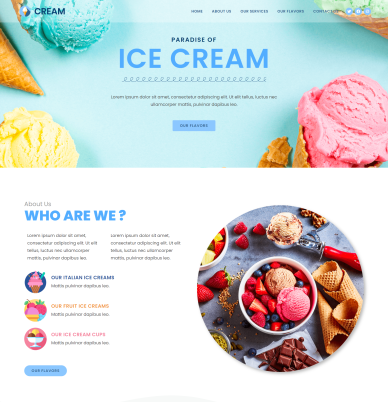 CREAM
HOME ABOUT US OUR SERVICES OUR FLAVORS CONTACT US
PARADISE OF
ICE CREAM
Lorem ipsum dolor sit amet, consectetur adipiscing elit. Ut elit tellus, luctus nec
ullamcorper mattis, pulvinar dapibus leo.
OUR FLAVORS
About Us
WHO ARE WE ?
Lorem ipsum dolor sit amet,
consectetur adipiscing elit. Ut elit
tellus, luctus nec ullamcorper
mattis, pulvinar dapibus leo.
Lorem ipsum dolor sit amet,
consectetur adipiscing elit. Ut elit
tellus, luctus nec ullamcorper
mattis, pulvinar dapibus leo.
OUR ITALIAN ICE CREAMS
Mattis pulvinar dapibus leo.
OUR FRUIT ICE CREAMS
Mattis pulvinar dapibus leo.
OUR ICE CREAM CUPS
Mattis pulvinar dapibus leo.
OUR FLAVORS